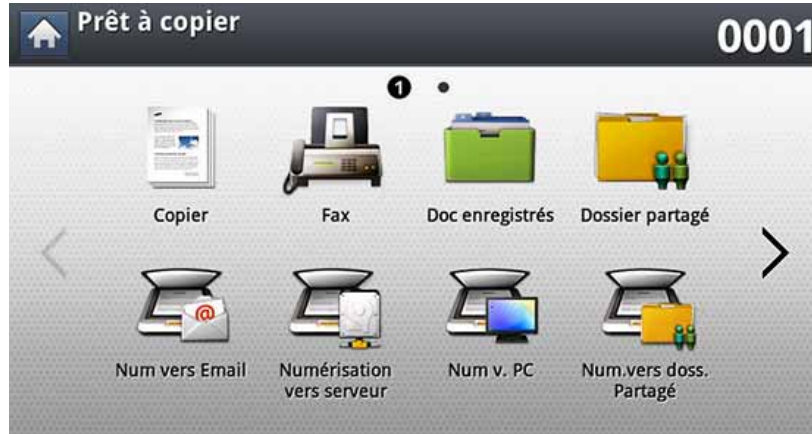 Prêt à copier
0001
1
Copier
Fax
Doc enregistrés
Dossier partagé
Num vers Email
Numérisation
vers serveur
Num v. PC
Num.vers doss.
Partagé